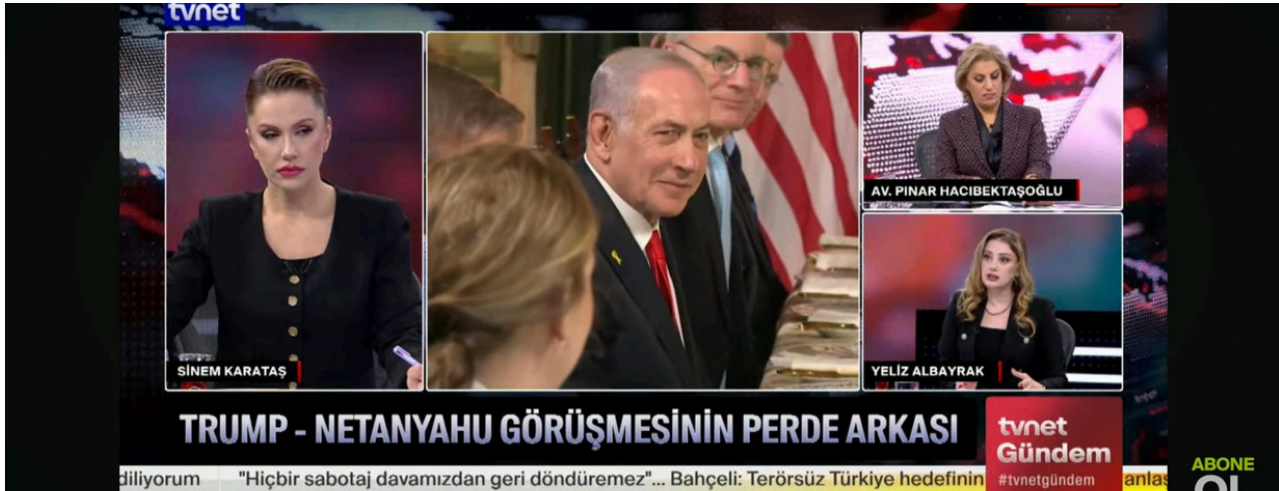 tvnet
AV. PINAR HACIBEKTAŞOĞLU
SİNEM KARATAŞ
YELİZ ALBAYRAK
TRUMP - NETANYAHU GÖRÜŞMESİNİN PERDE ARKASI
tvnet
Gündem
#tvnetgündem
diliyorum "Hiçbir sabotaj davamızdan geri döndüremez"... Bahçeli: Terörsüz Türkiye hedefinin
ABONE